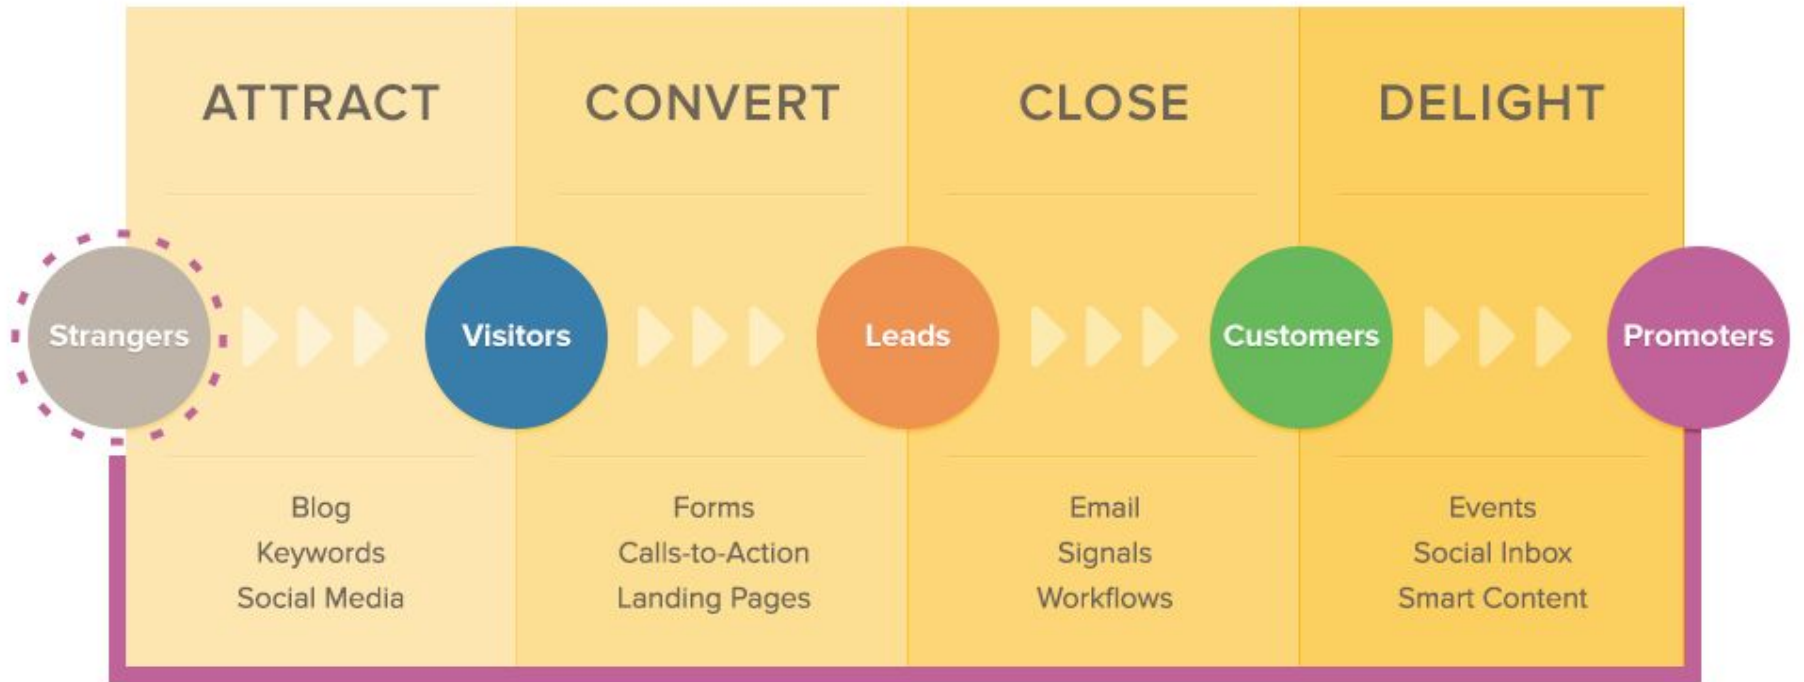 ATTRACT
CONVERT
CLOSE
DELIGHT
Strangers
Visitors
Leads
Customers
Promoters
Blog
Keywords
Social Media
Forms
Calls-to-Action
Landing Pages
Email
Signals
Workflows
Events
Social Inbox
Smart Content